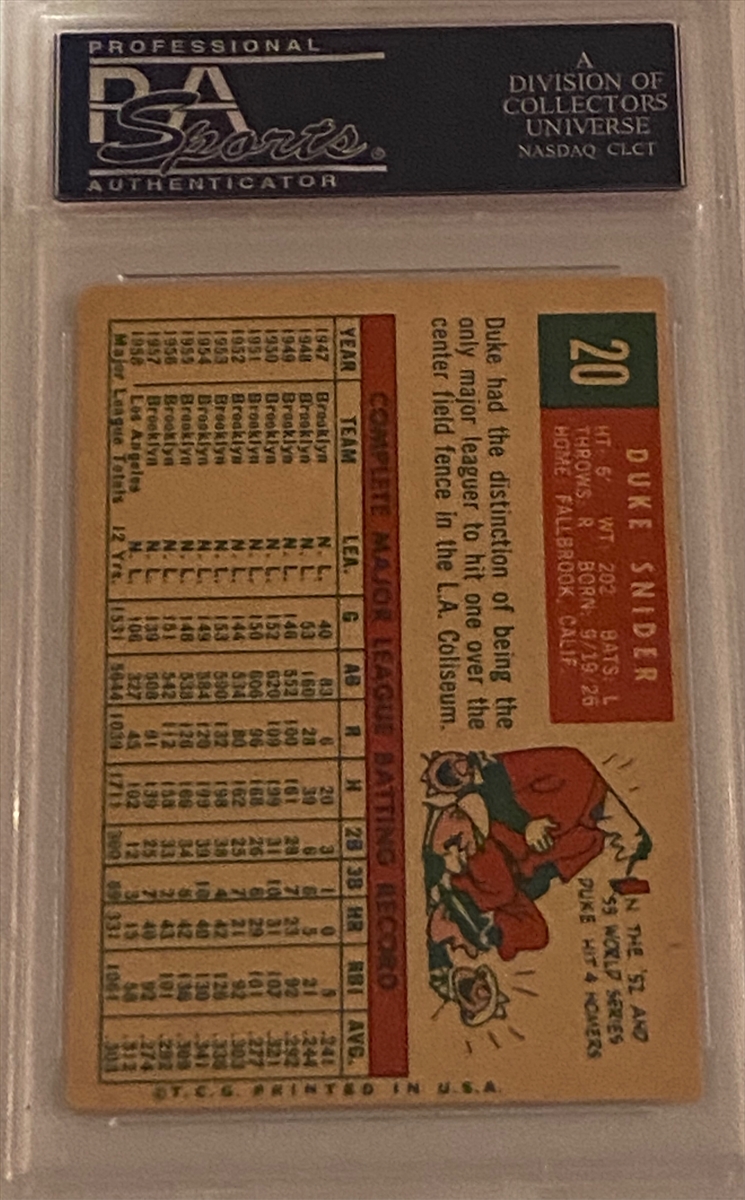 PROFESSIONAL
PSA
Sports®
AUTHENTICATOR
A
DIVISION OF
COLLECTORS
UNIVERSE
NASDAQ CLCT
20
DUKE SNIDER
HT: 6' WT: 202 BATS: L
THROWS: R BORN: 9/19/26
HOME: FALLBROOK, CALIF.
Duke had the distinction of being the
only major leaguer to hit one over the
center field fence in the L.A. Coliseum.
IN THE '52 AND
'55 WORLD SERIES
DUKE HIT 4 HOMERS
COMPLETE MAJOR LEAGUE BATTING RECORD
YEAR TEAM LEA. G AB R H 2B 3B HR RBI AVG.
1947 Brooklyn N. L. 40 83 6 20 3 1 0 5 .241
1948 Brooklyn N. L. 53 160 28 39 6 6 5 21 .244
1949 Brooklyn N. L. 146 552 100 161 28 7 23 92 .292
1950 Brooklyn N. L. 152 620 109 199 31 10 31 107 .321
1951 Brooklyn N. L. 150 606 96 168 26 6 29 101 .277
1952 Brooklyn N. L. 144 534 80 162 25 7 21 92 .303
1953 Brooklyn N. L. 153 590 132 198 38 4 42 126 .336
1954 Brooklyn N. L. 149 584 120 199 39 10 40 130 .341
1955 Brooklyn N. L. 148 538 126 166 34 6 42 136 .309
1956 Brooklyn N. L. 151 542 112 158 33 2 43 101 .292
1957 Brooklyn N. L. 139 508 91 139 25 7 40 92 .274
1958 Los Angeles N. L. 106 327 45 102 12 3 15 58 .312
Major League Totals 12 Yrs. 1531 5644 1039 1711 300 69 331 1061 .303
©T.C.G. PRINTED IN U.S.A.